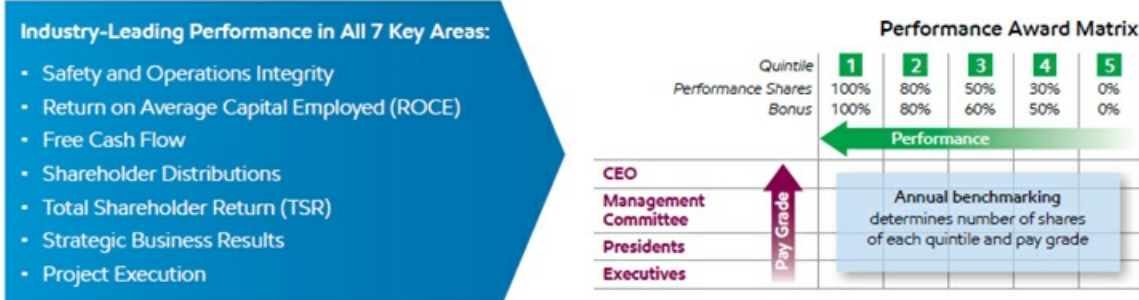 Industry-Leading Performance in All 7 Key Areas:
• Safety and Operations Integrity
• Return on Average Capital Employed (ROCE)
• Free Cash Flow
• Shareholder Distributions
• Total Shareholder Return (TSR)
• Strategic Business Results
• Project Execution
Performance Award Matrix
Quintile 1 2 3 4 5
Performance Shares 100% 80% 50% 30% 0%
Bonus 100% 80% 60% 50% 0%
Performance
CEO
Management
Committee
Presidents
Executives
Pay Grade
Annual benchmarking
determines number of shares
of each quintile and pay grade